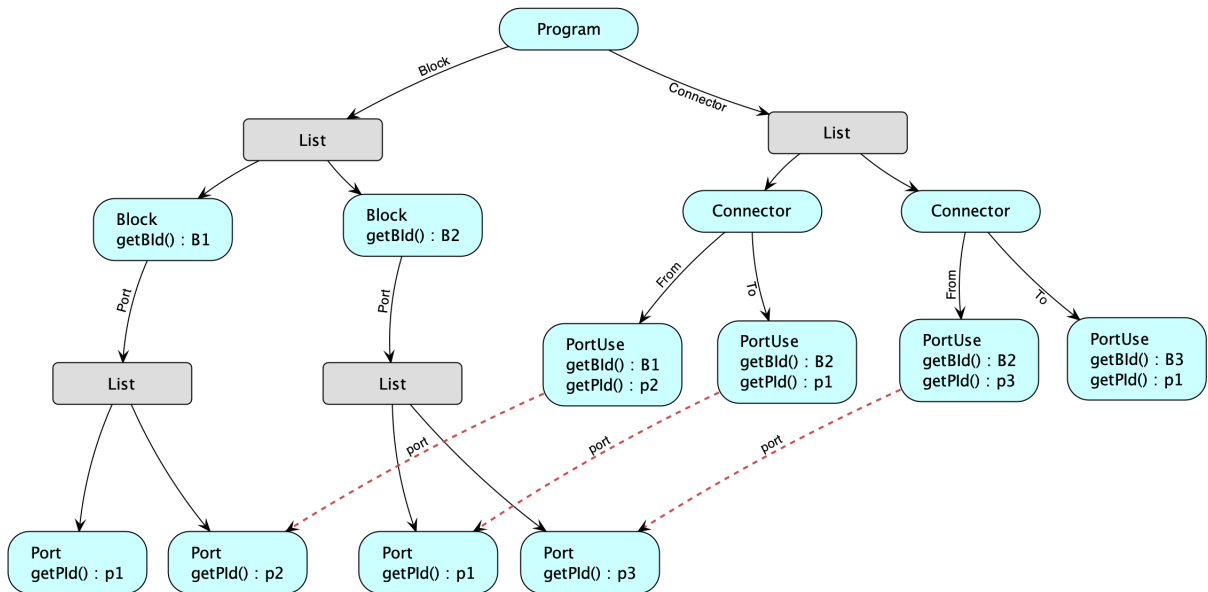 Program
Block
Connector
List
List
Block
getBId() : B1
Block
getBId() : B2
Connector
Connector
Port
Port
From
To
From
To
List
List
PortUse
getBId() : B1
getPId() : p2
PortUse
getBId() : B2
getPId() : p1
PortUse
getBId() : B2
getPId() : p3
PortUse
getBId() : B3
getPId() : p1
port
port
port
Port
getPId() : p1
Port
getPId() : p2
Port
getPId() : p1
Port
getPId() : p3